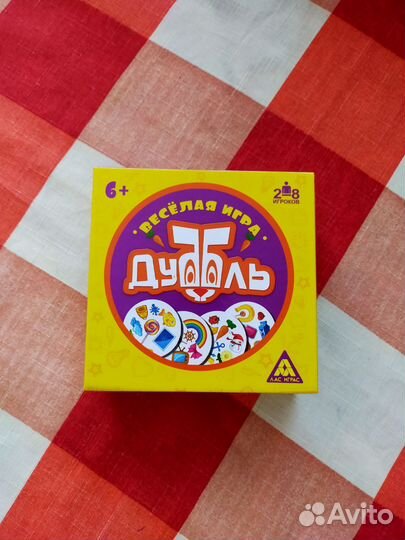 6+
2-8
ИГРОКОВ
ВЕСЁЛАЯ ИГРА
ДУББЛЬ
ЛАС ИГРАС
Avito